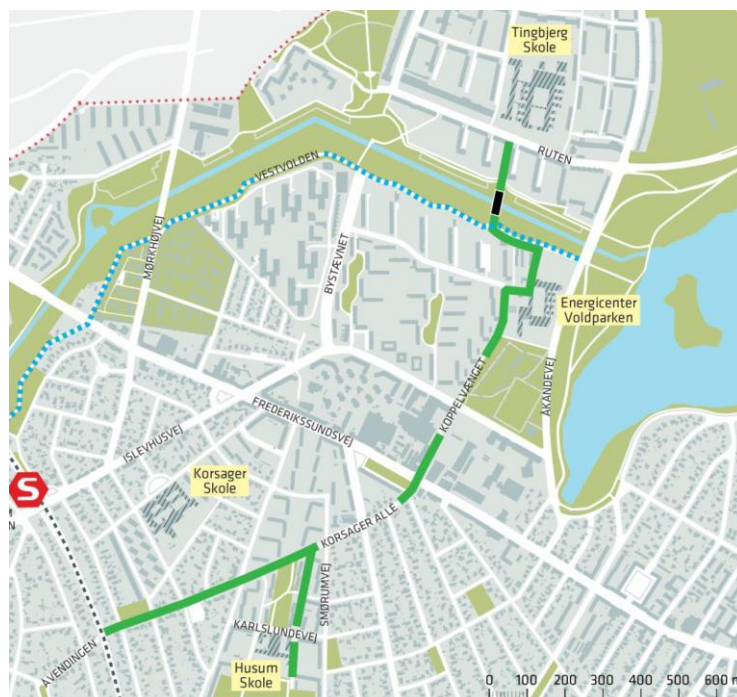 Tingbjerg
Skole
RUTEN
VESTVOLDEN
MØRKHØJVEJ
BYSTÆVNET
Energicenter
Voldparken
ÅKANDEVEJ
KOPPELVÆNGET
FREDERIKSSUNDSVEJ
ISLEVHUSVEJ
Korsager
Skole
S
N
KORSAGER ALLÉ
SMØRUMVEJ
KARLSLUNDEVEJ
ÅVENDINGEN
Husum
Skole
0 100 200 300 400 500 600 m